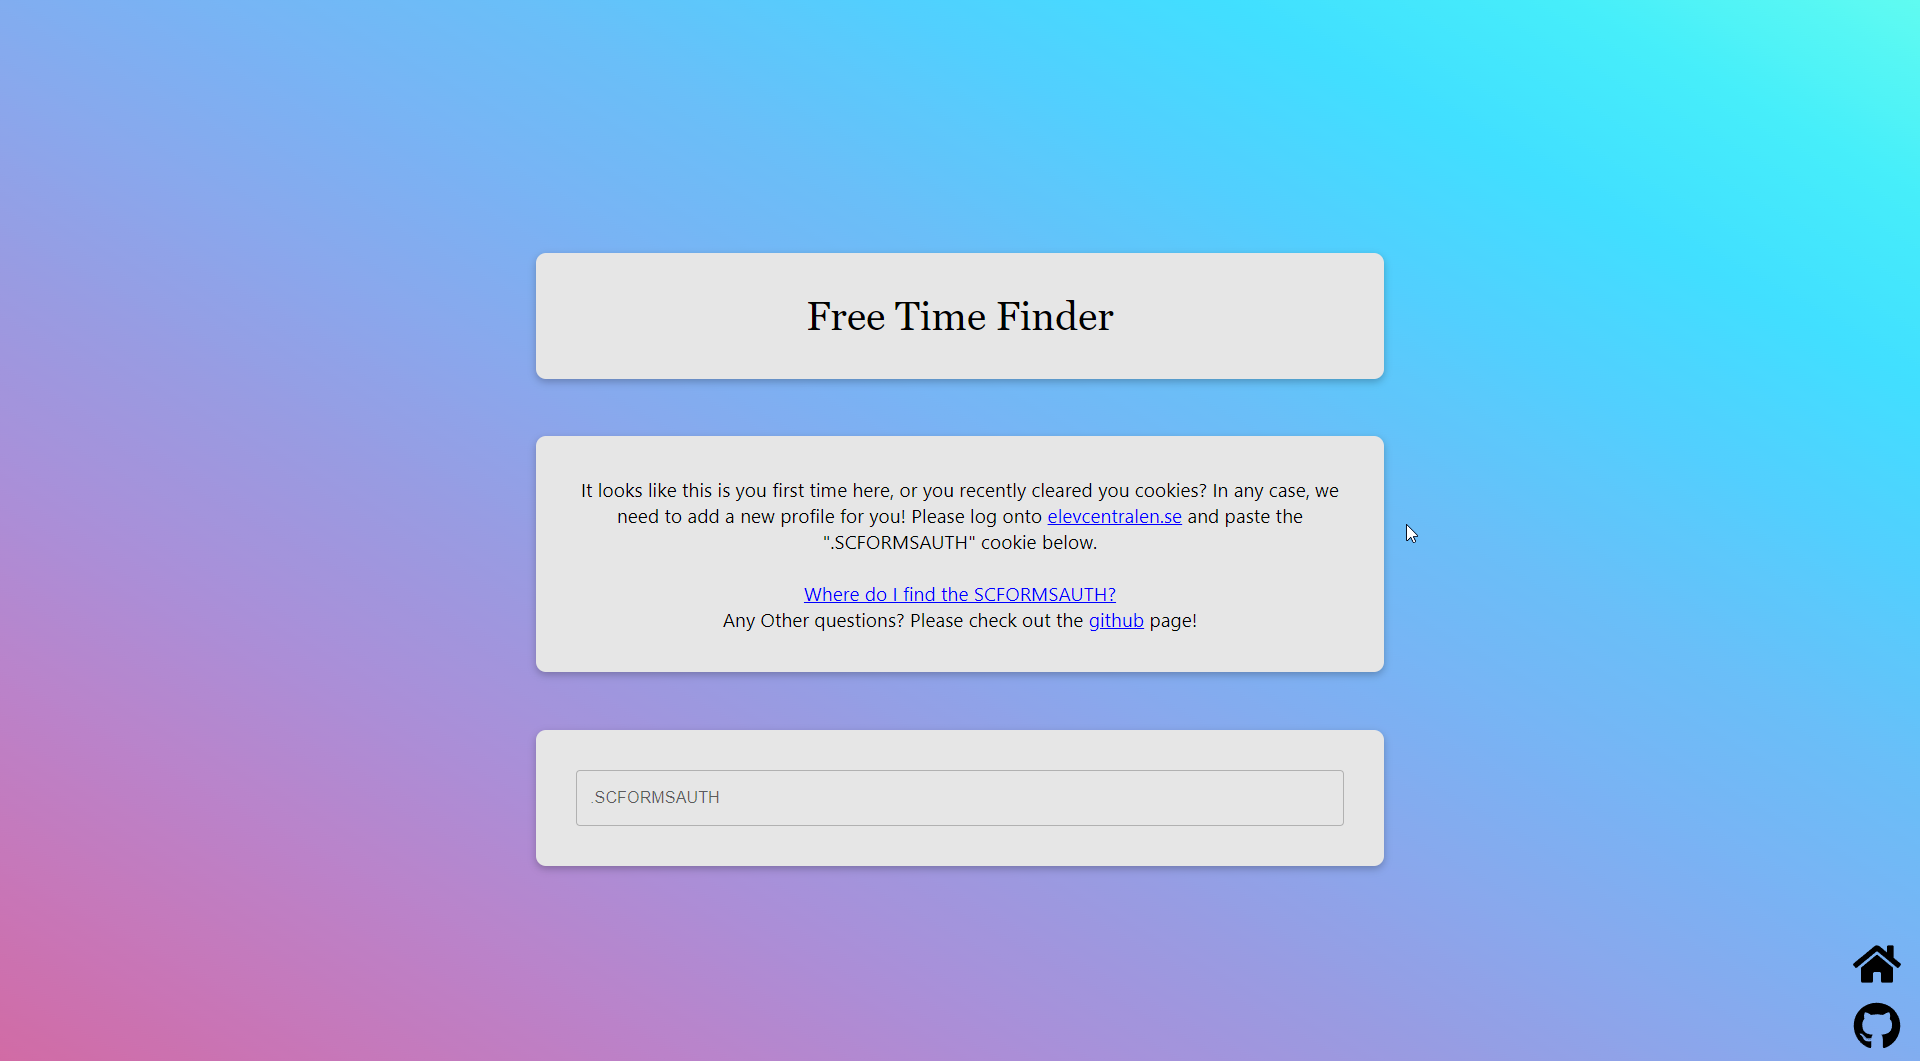 Free Time Finder
It looks like this is you first time here, or you recently cleared you cookies? In any case, we
need to add a new profile for you! Please log onto elevcentralen.se and paste the
".SCFORMSAUTH" cookie below.
Where do I find the SCFORMSAUTH?
Any Other questions? Please check out the github page!
.SCFORMSAUTH